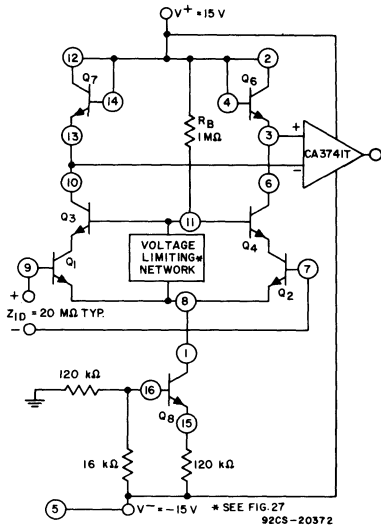 V⁺ = 15 V
12
2
Q7
Q6
14
4
13
RB
1 MΩ
3
+
CA3741T
−
10
6
Q3
11
Q4
9
Q1
VOLTAGE
LIMITING*
NETWORK
7
+
Q2
ZID = 20 MΩ TYP.
8
−
1
120 kΩ
16
Q8
15
16 kΩ
120 kΩ
5
V⁻ = −15 V
* SEE FIG. 27
92CS-20372